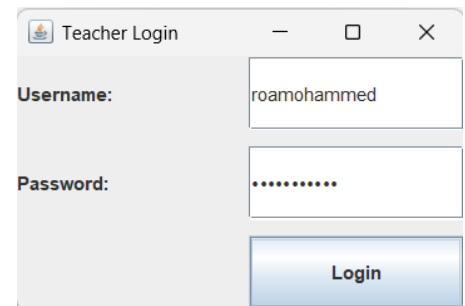 Teacher Login
Username: roamohammed
Password: •••••••••••
Login